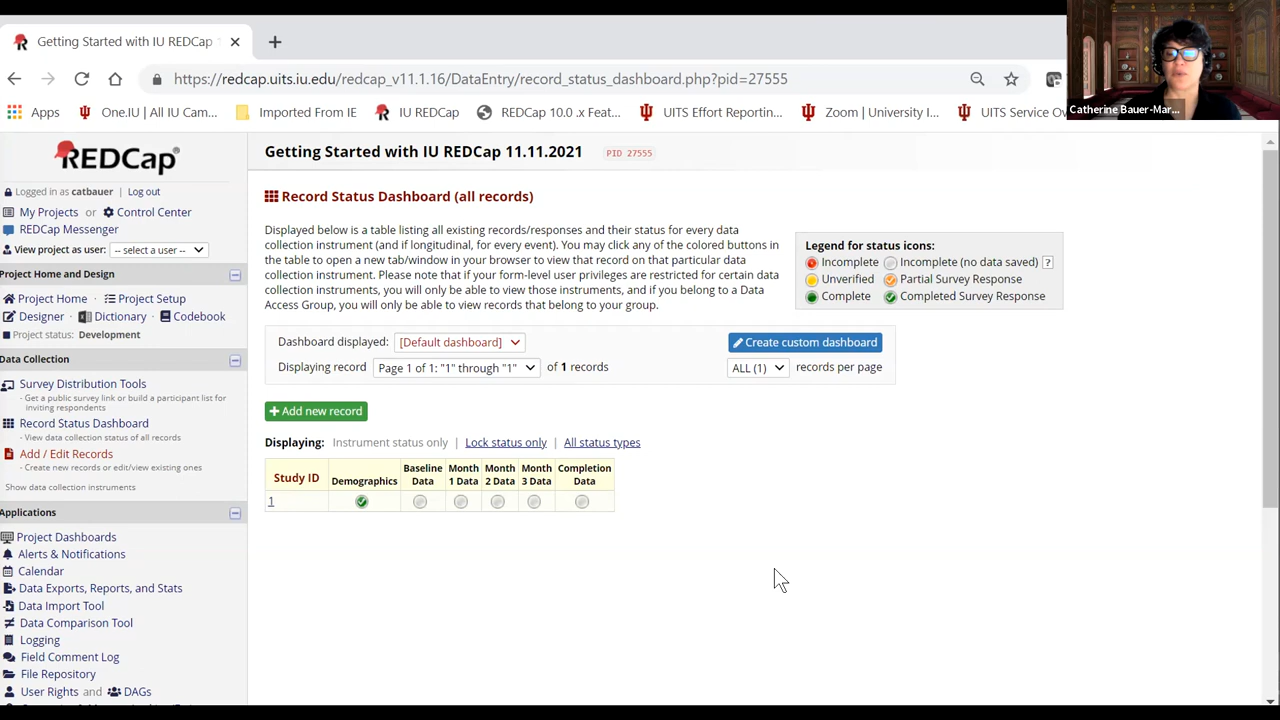 Getting Started with IU REDCap
https://redcap.uits.iu.edu/redcap_v11.1.16/DataEntry/record_status_dashboard.php?pid=27555
Apps
One.IU | All IU Cam...
Imported From IE
IU REDCap
REDCap 10.0 .x Feat...
UITS Effort Reportin...
Zoom | University I...
UITS Service Ov
Catherine Bauer-Mar...
REDCap
Logged in as catbauer | Log out
My Projects or Control Center
REDCap Messenger
View project as user: -- select a user --
Project Home and Design
Project Home Project Setup
Designer Dictionary Codebook
Project status: Development
Data Collection
Survey Distribution Tools
- Get a public survey link or build a participant list for
inviting respondents
Record Status Dashboard
- View data collection status of all records
Add / Edit Records
- Create new records or edit/view existing ones
Show data collection instruments
Applications
Project Dashboards
Alerts & Notifications
Calendar
Data Exports, Reports, and Stats
Data Import Tool
Data Comparison Tool
Logging
Field Comment Log
File Repository
User Rights and DAGs
Getting Started with IU REDCap 11.11.2021 PID 27555
Record Status Dashboard (all records)
Displayed below is a table listing all existing records/responses and their status for every
data collection instrument (and if longitudinal, for every event). You may click any of the colored buttons in
the table to open a new tab/window in your browser to view that record on that particular data
collection instrument. Please note that if your form-level user privileges are restricted for certain data
collection instruments, you will only be able to view those instruments, and if you belong to a Data
Access Group, you will only be able to view records that belong to your group.
Legend for status icons:
Incomplete Incomplete (no data saved) ?
Unverified Partial Survey Response
Complete Completed Survey Response
Dashboard displayed: [Default dashboard]
Create custom dashboard
Displaying record Page 1 of 1: "1" through "1" of 1 records
ALL (1) records per page
+ Add new record
Displaying: Instrument status only | Lock status only | All status types
Study ID Demographics Baseline Data Month 1 Data Month 2 Data Month 3 Data Completion Data
1